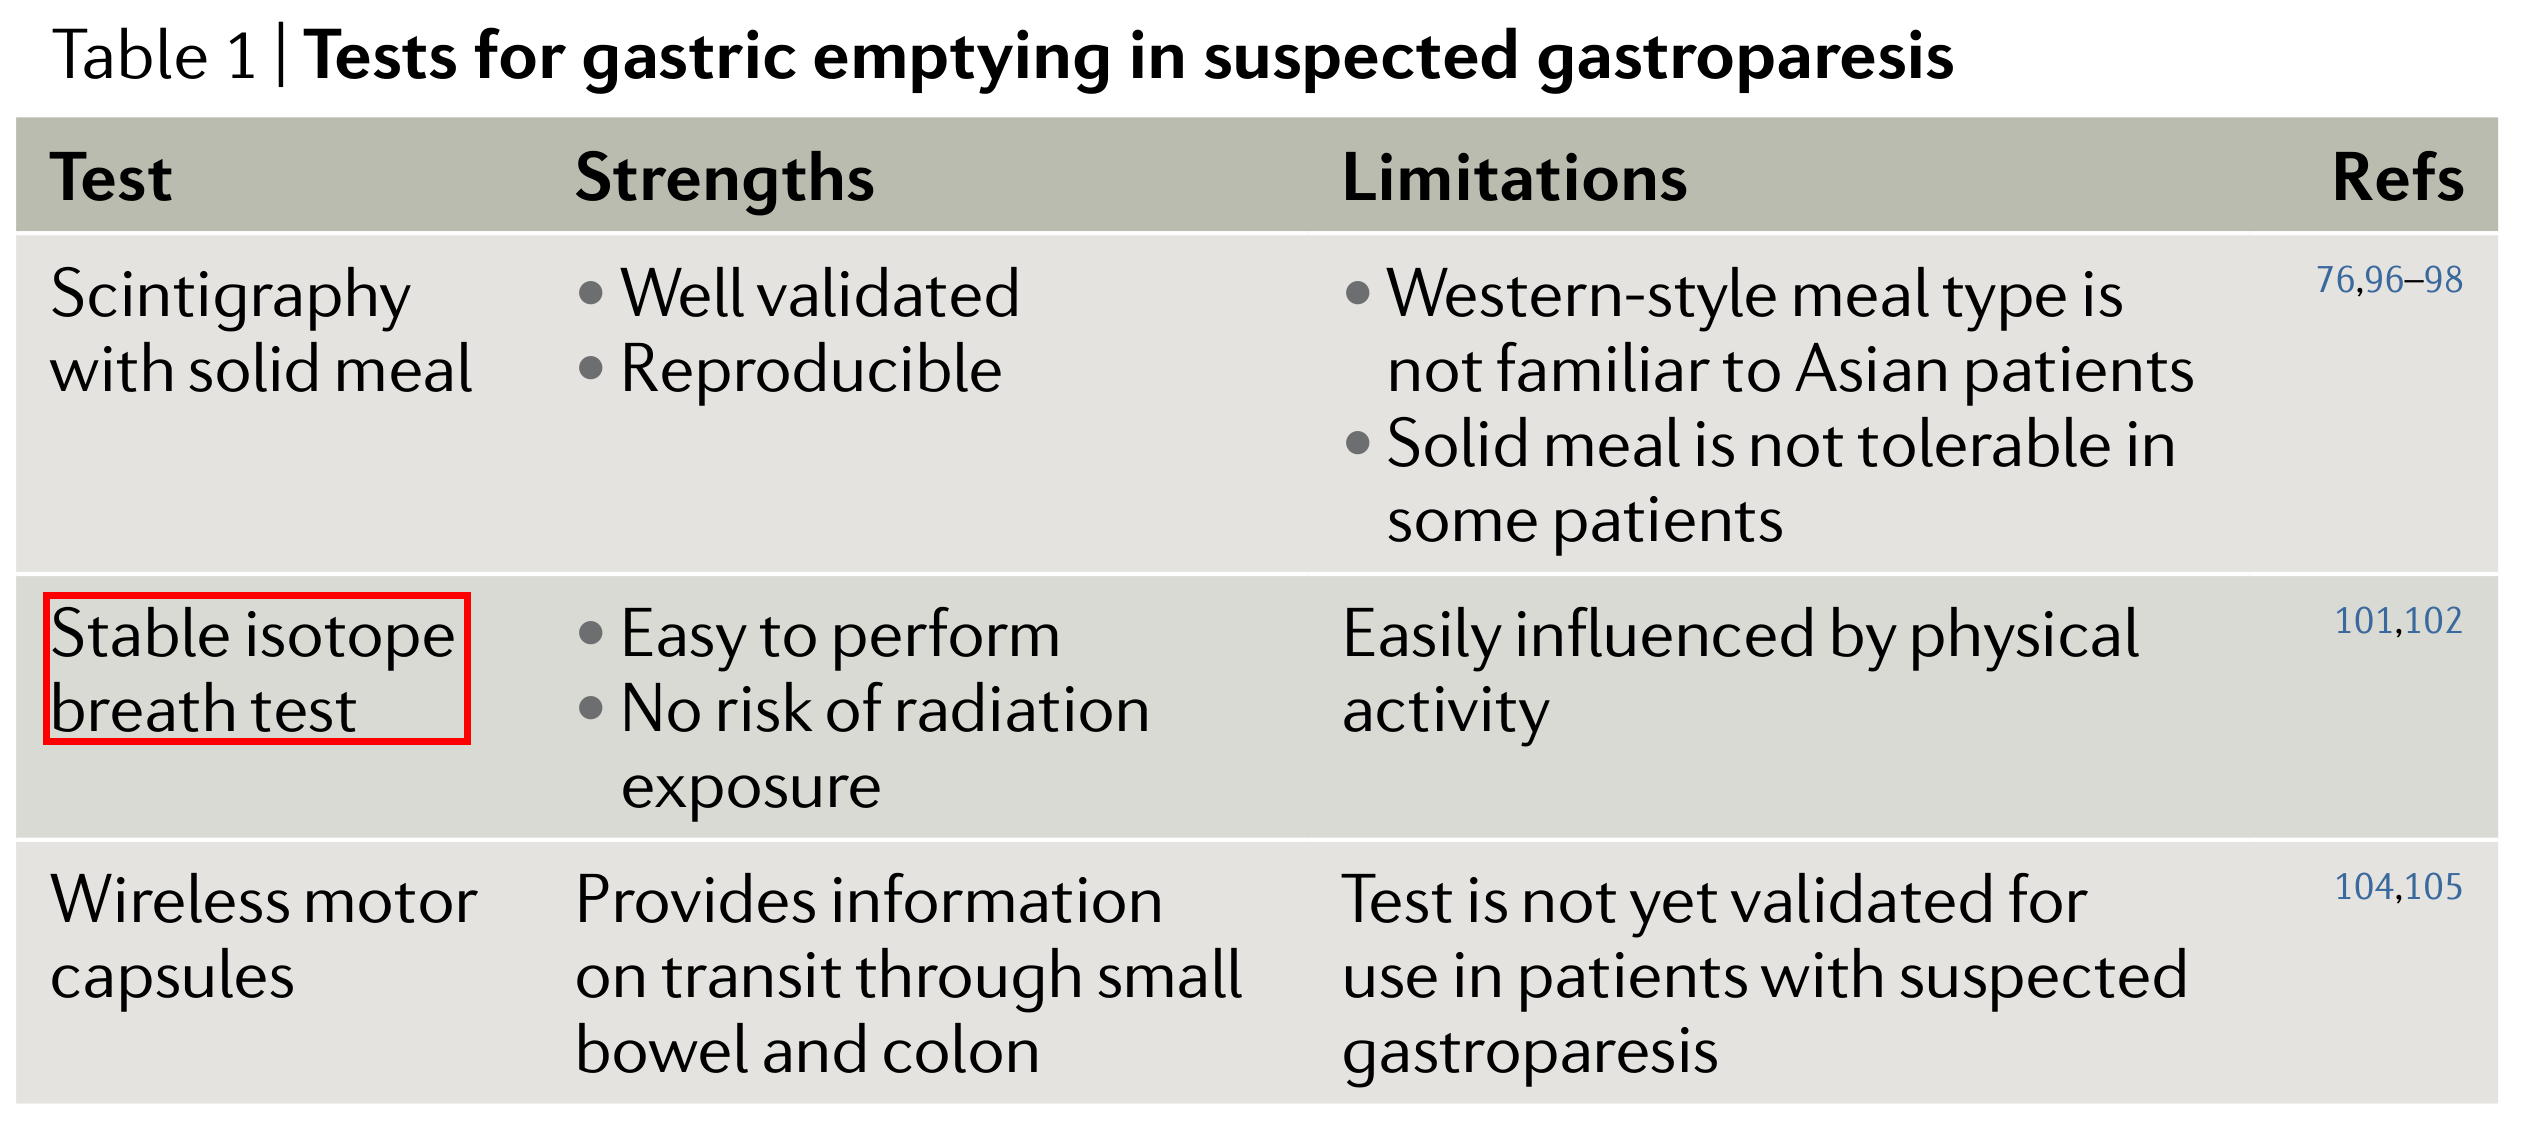 Table 1 | Tests for gastric emptying in suspected gastroparesis
Test Strengths Limitations Refs
Scintigraphy
with solid meal
• Well validated
• Reproducible
• Western-style meal type is
not familiar to Asian patients
• Solid meal is not tolerable in
some patients
76,96–98
Stable isotope
breath test
• Easy to perform
• No risk of radiation
exposure
Easily influenced by physical
activity
101,102
Wireless motor
capsules
Provides information
on transit through small
bowel and colon
Test is not yet validated for
use in patients with suspected
gastroparesis
104,105